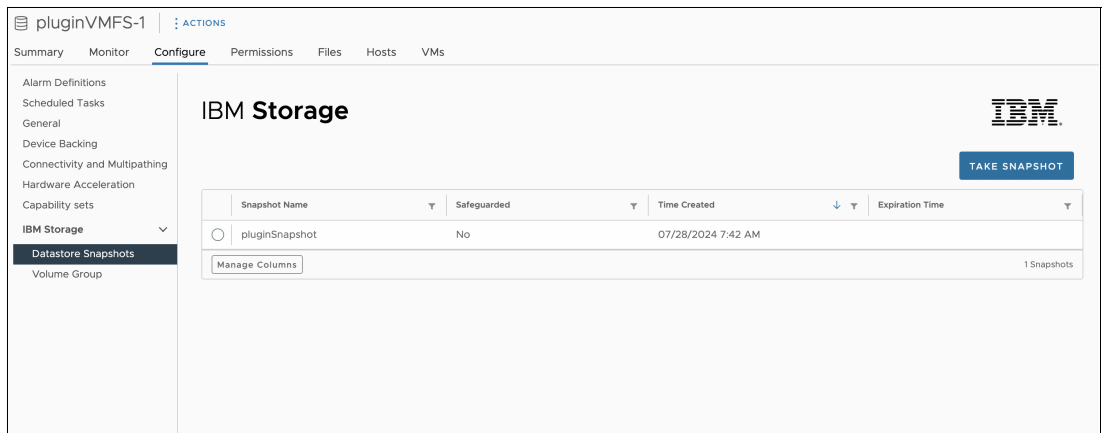 pluginVMFS-1 ACTIONS
Summary Monitor Configure Permissions Files Hosts VMs
Alarm Definitions
Scheduled Tasks
General
Device Backing
Connectivity and Multipathing
Hardware Acceleration
Capability sets
IBM Storage
Datastore Snapshots
Volume Group
IBM Storage
IBM.
TAKE SNAPSHOT
Snapshot Name Safeguarded Time Created Expiration Time
pluginSnapshot No 07/28/2024 7:42 AM
Manage Columns 1 Snapshots